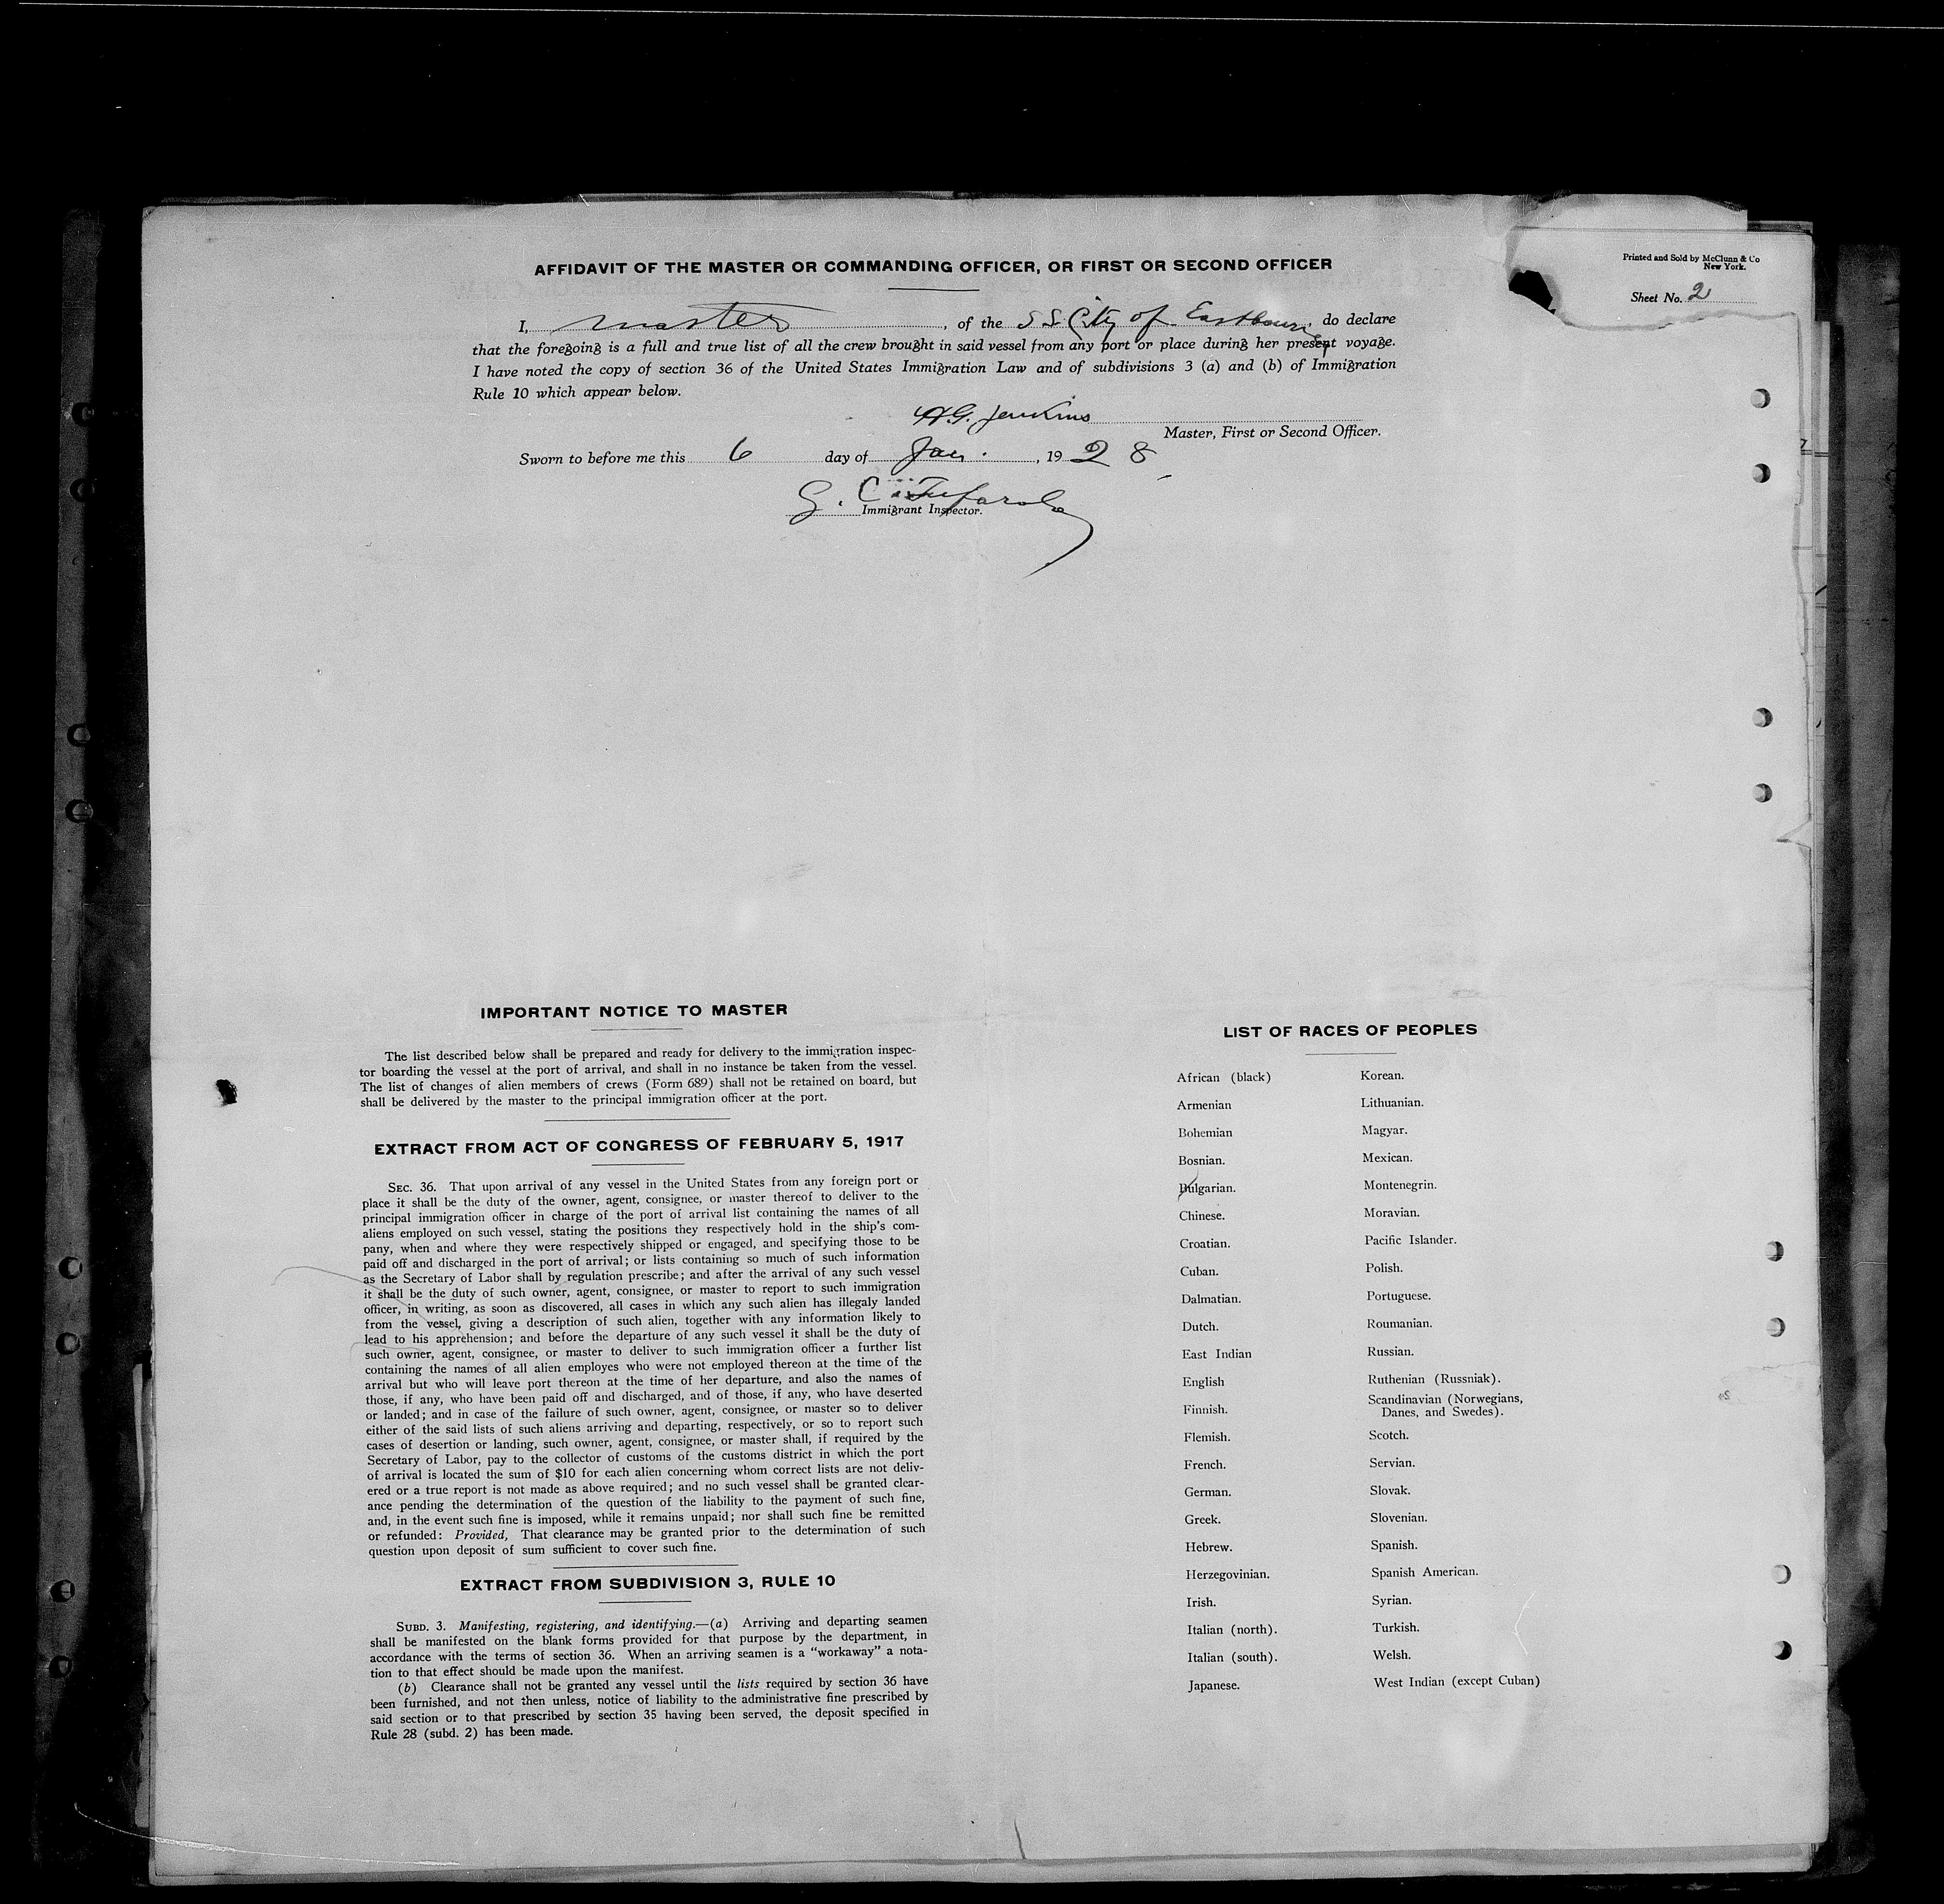 AFFIDAVIT OF THE MASTER OR COMMANDING OFFICER, OR FIRST OR SECOND OFFICER
Printed and Sold by McClunn & Co
New York.
Sheet No. 2
I, master, of the S S City of Eastbourne, do declare
that the foregoing is a full and true list of all the crew brought in said vessel from any port or place during her present voyage.
I have noted the copy of section 36 of the United States Immigration Law and of subdivisions 3 (a) and (b) of Immigration
Rule 10 which appear below.
Jenkins
Master, First or Second Officer.
Sworn to before me this 6 day of Jan., 1928
G. C.
Immigrant Inspector.
IMPORTANT NOTICE TO MASTER
The list described below shall be prepared and ready for delivery to the immigration inspec-
tor boarding the vessel at the port of arrival, and shall in no instance be taken from the vessel.
The list of changes of alien members of crews (Form 689) shall not be retained on board, but
shall be delivered by the master to the principal immigration officer at the port.
EXTRACT FROM ACT OF CONGRESS OF FEBRUARY 5, 1917
SEC. 36. That upon arrival of any vessel in the United States from any foreign port or
place it shall be the duty of the owner, agent, consignee, or master thereof to deliver to the
principal immigration officer in charge of the port of arrival list containing the names of all
aliens employed on such vessel, stating the positions they respectively hold in the ship's com-
pany, when and where they were respectively shipped or engaged, and specifying those to be
paid off and discharged in the port of arrival; or lists containing so much of such information
as the Secretary of Labor shall by regulation prescribe; and after the arrival of any such vessel
it shall be the duty of such owner, agent, consignee, or master to report to such immigration
officer, in writing, as soon as discovered, all cases in which any such alien has illegaly landed
from the vessel, giving a description of such alien, together with any information likely to
lead to his apprehension; and before the departure of any such vessel it shall be the duty of
such owner, agent, consignee, or master to deliver to such immigration officer a further list
containing the names of all alien employes who were not employed thereon at the time of the
arrival but who will leave port thereon at the time of her departure, and also the names of
those, if any, who have been paid off and discharged, and of those, if any, who have deserted
or landed; and in case of the failure of such owner, agent, consignee, or master so to deliver
either of the said lists of such aliens arriving and departing, respectively, or so to report such
cases of desertion or landing, such owner, agent, consignee, or master shall, if required by the
Secretary of Labor, pay to the collector of customs of the customs district in which the port
of arrival is located the sum of $10 for each alien concerning whom correct lists are not deliv-
ered or a true report is not made as above required; and no such vessel shall be granted clear-
ance pending the determination of the question of the liability to the payment of such fine,
and, in the event such fine is imposed, while it remains unpaid; nor shall such fine be remitted
or refunded: Provided, That clearance may be granted prior to the determination of such
question upon deposit of sum sufficient to cover such fine.
EXTRACT FROM SUBDIVISION 3, RULE 10
SUBD. 3. Manifesting, registering, and identifying.—(a) Arriving and departing seamen
shall be manifested on the blank forms provided for that purpose by the department, in
accordance with the terms of section 36. When an arriving seamen is a "workaway" a nota-
tion to that effect should be made upon the manifest.
(b) Clearance shall not be granted any vessel until the lists required by section 36 have
been furnished, and not then unless, notice of liability to the administrative fine prescribed by
said section or to that prescribed by section 35 having been served, the deposit specified in
Rule 28 (subd. 2) has been made.
LIST OF RACES OF PEOPLES
African (black)
Armenian
Bohemian
Bosnian.
Bulgarian.
Chinese.
Croatian.
Cuban.
Dalmatian.
Dutch.
East Indian
English
Finnish.
Flemish.
French.
German.
Greek.
Hebrew.
Herzegovinian.
Irish.
Italian (north).
Italian (south).
Japanese.
Korean.
Lithuanian.
Magyar.
Mexican.
Montenegrin.
Moravian.
Pacific Islander.
Polish.
Portuguese.
Roumanian.
Russian.
Ruthenian (Russniak).
Scandinavian (Norwegians,
Danes, and Swedes).
Scotch.
Servian.
Slovak.
Slovenian.
Spanish.
Spanish American.
Syrian.
Turkish.
Welsh.
West Indian (except Cuban)